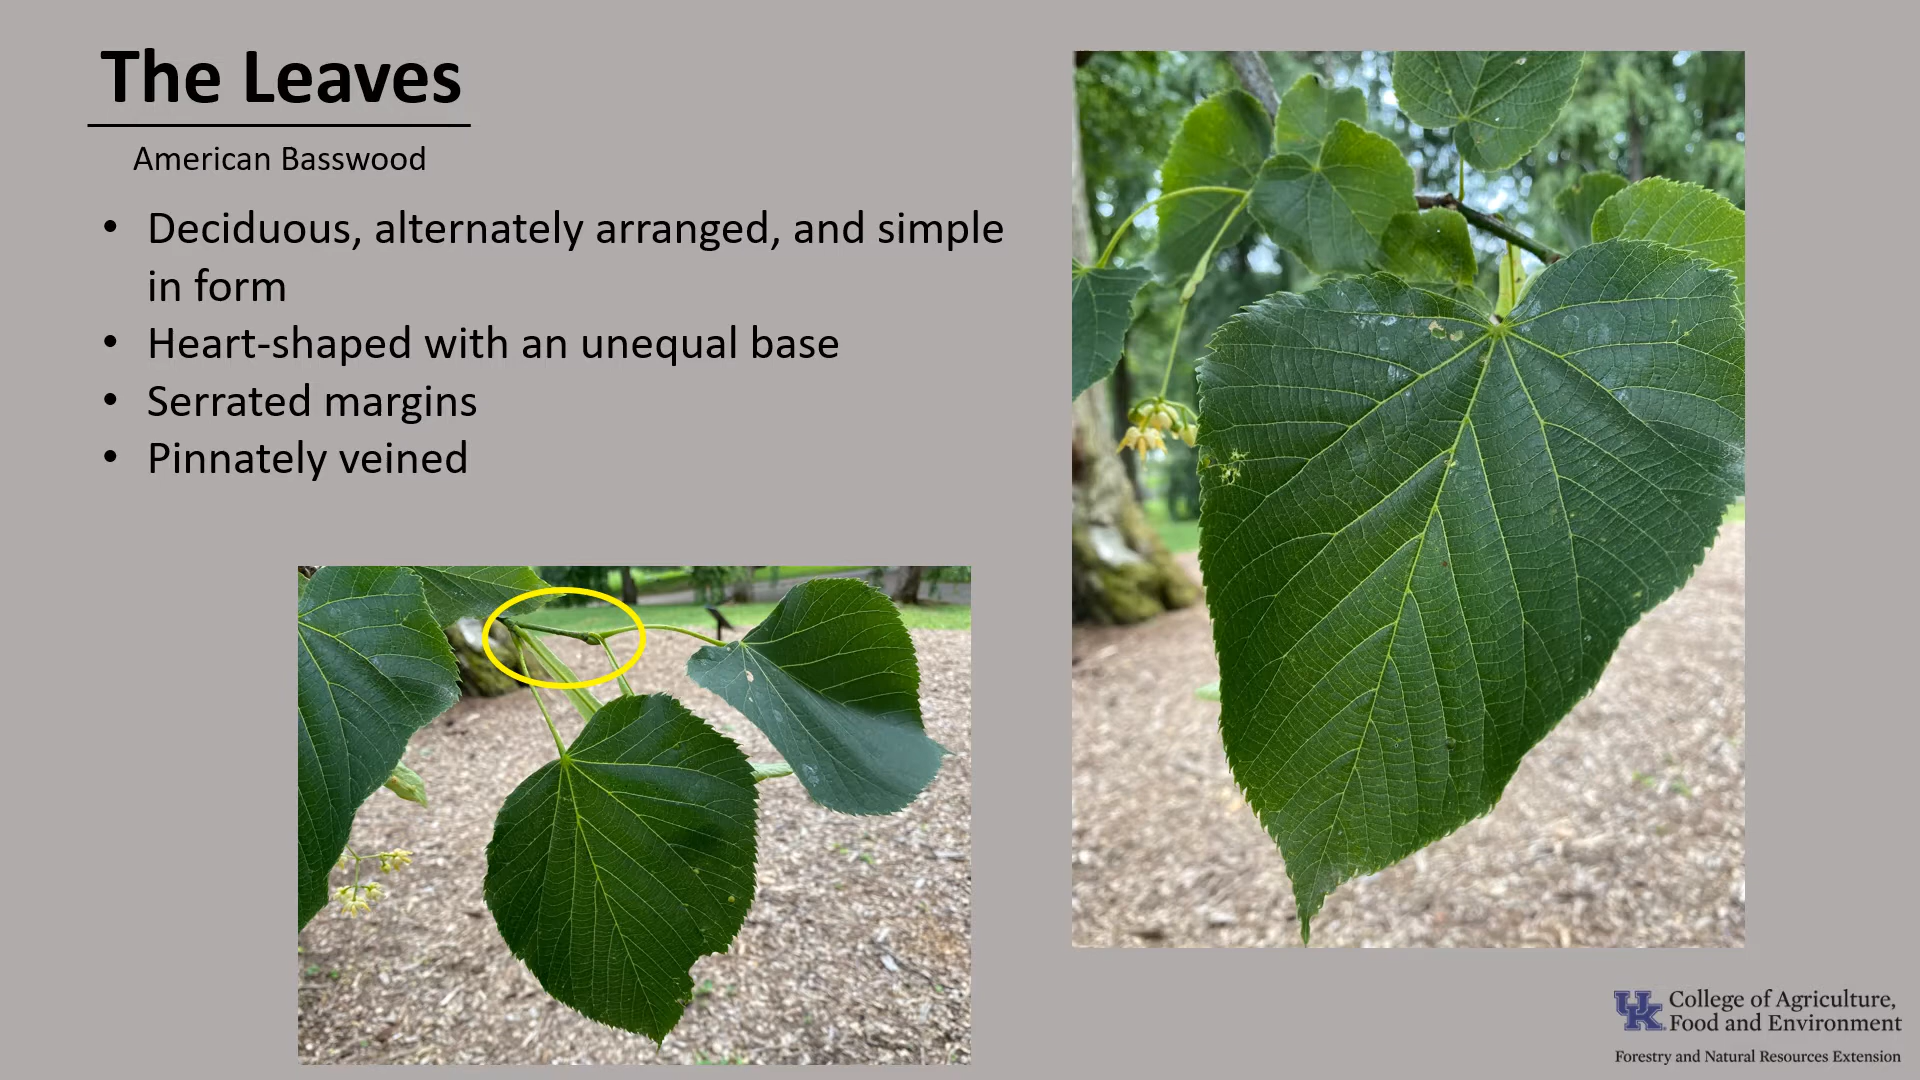 The Leaves
American Basswood
• Deciduous, alternately arranged, and simple
in form
• Heart-shaped with an unequal base
• Serrated margins
• Pinnately veined
UK College of Agriculture,
Food and Environment
Forestry and Natural Resources Extension